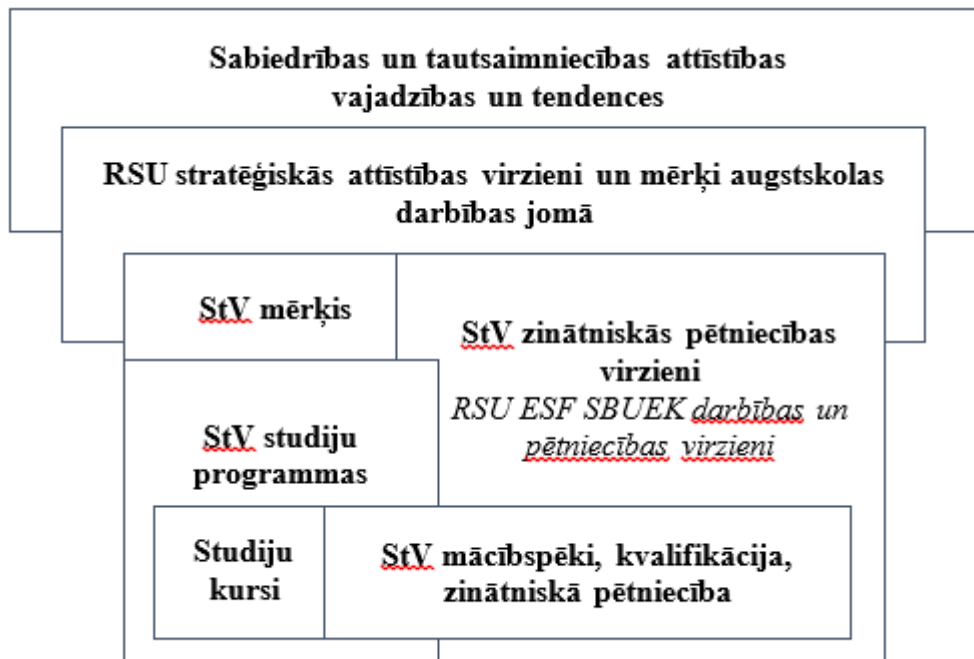 Sabiedrības un tautsaimniecības attīstības
vajadzības un tendences
RSU stratēģiskās attīstības virzieni un mērķi augstskolas
darbības jomā
StV mērķis
StV zinātniskās pētniecības
virzieni
RSU ESF SBUEK darbības un
pētniecības virzieni
StV studiju
programmas
Studiju
kursi
StV mācībspēki, kvalifikācija,
zinātniskā pētniecība